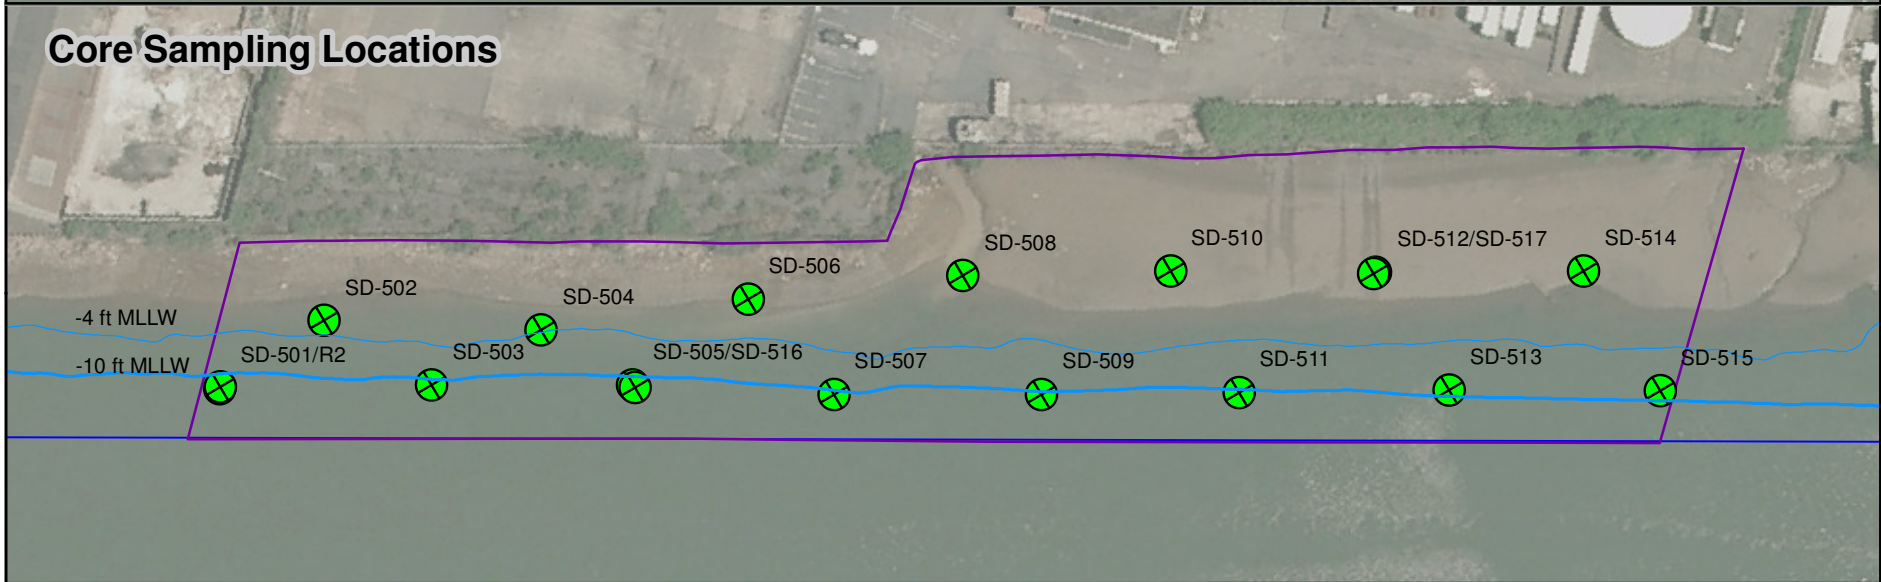 Core Sampling Locations
SD-508
SD-510
SD-512/SD-517
SD-514
SD-506
SD-502
SD-504
-4 ft MLLW
-10 ft MLLW
SD-501/R2
SD-503
SD-505/SD-516
SD-507
SD-509
SD-511
SD-513
SD-515